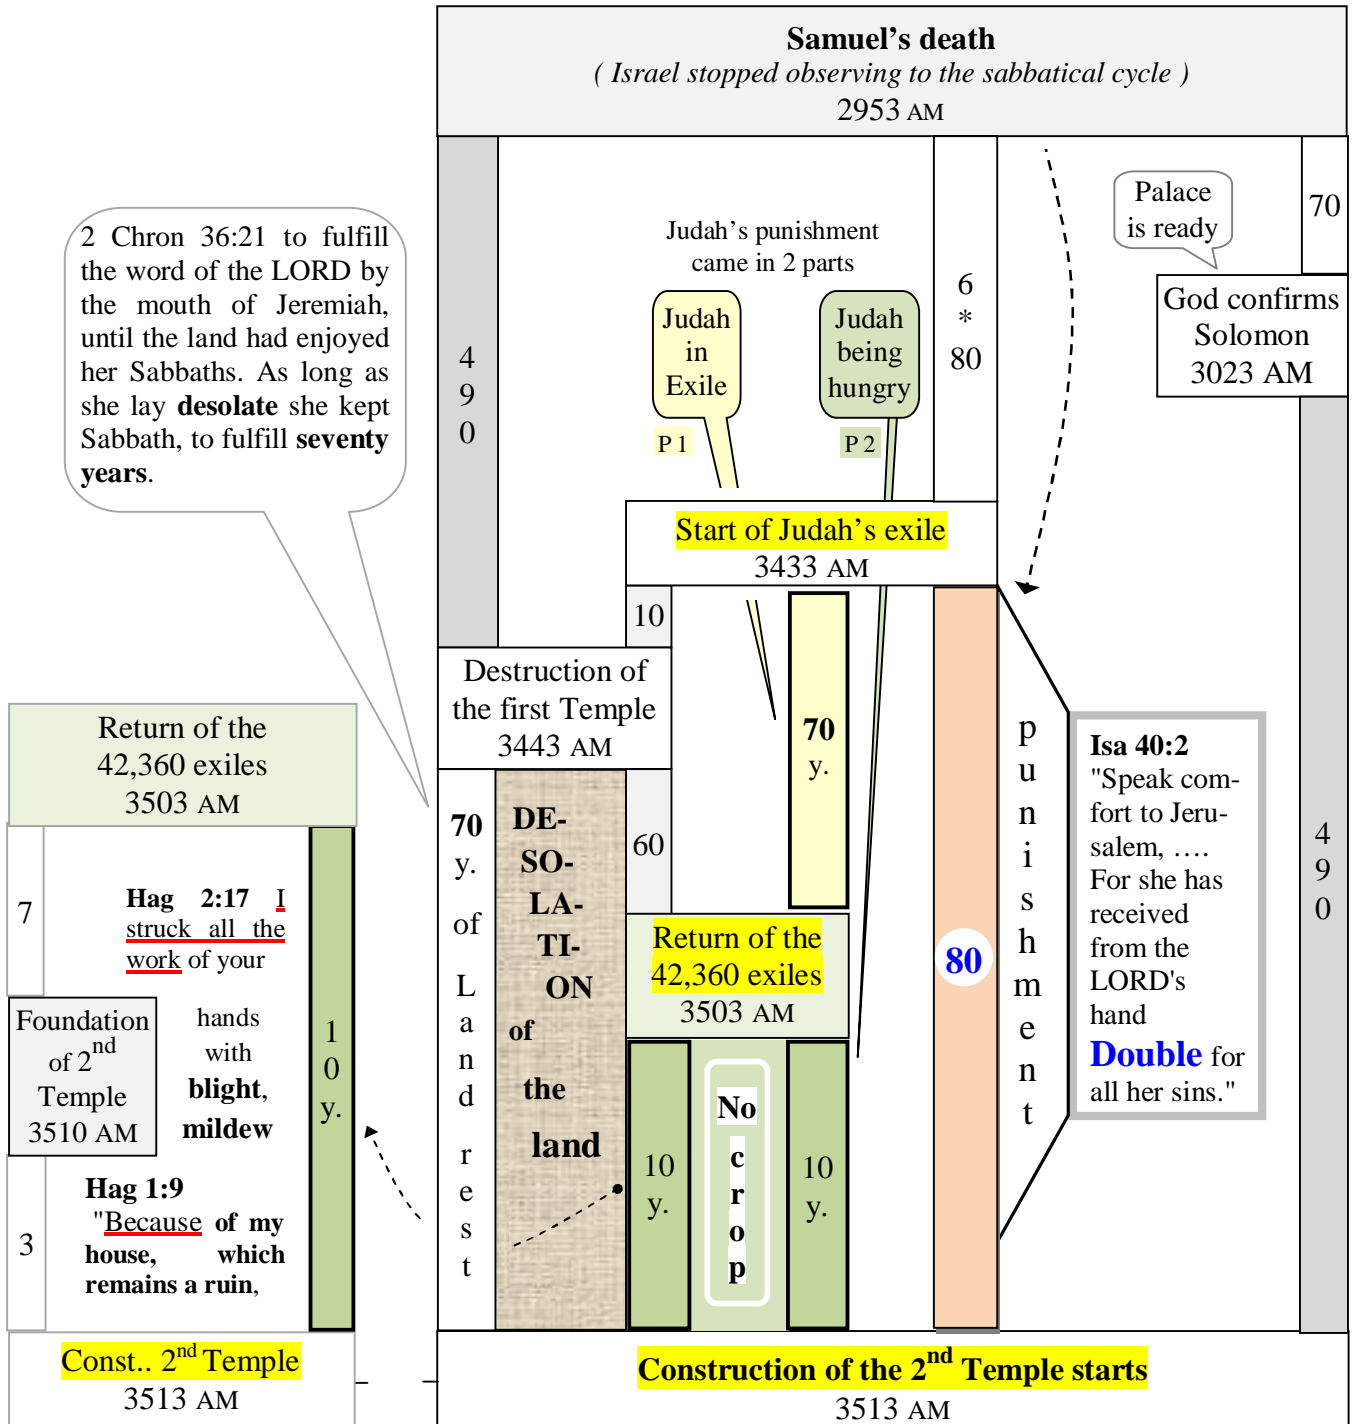 Samuel’s death
( Israel stopped observing to the sabbatical cycle )
2953 AM
2 Chron 36:21 to fulfill
the word of the LORD by
the mouth of Jeremiah,
until the land had enjoyed
her Sabbaths. As long as
she lay desolate she kept
Sabbath, to fulfill seventy
years.
4
9
0
Judah’s punishment
came in 2 parts
Judah
in
Exile
P 1
Judah
being
hungry
P 2
6
*
80
Palace
is ready
70
God confirms
Solomon
3023 AM
Start of Judah’s exile
3433 AM
10
Destruction of
the first Temple
3443 AM
70
y.
p
u
n
i
s
h
m
e
n
t
Isa 40:2
"Speak com-
fort to Jeru-
salem, ….
For she has
received
from the
LORD's
hand
Double for
all her sins."
4
9
0
Return of the
42,360 exiles
3503 AM
7
Hag 2:17 I
struck all the
work of your
hands
with
blight,
mildew
Foundation
of 2nd
Temple
3510 AM
1
0
y.
3
Hag 1:9
"Because of my
house, which
remains a ruin,
Const.. 2nd Temple
3513 AM
70
y.
of
L
a
n
d
r
e
s
t
DE-
SO-
LA-
TI-
ON
of
the
land
60
Return of the
42,360 exiles
3503 AM
80
10
y.
No
c
r
o
p
10
y.
Construction of the 2nd Temple starts
3513 AM